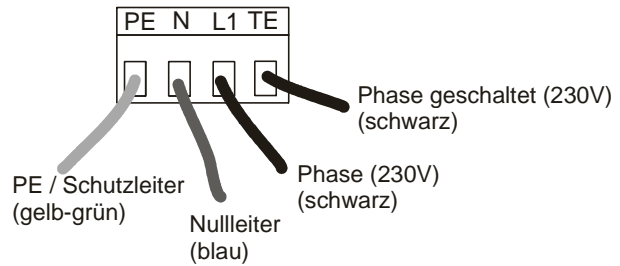 PE N L1 TE
Phase geschaltet (230V)
(schwarz)
Phase (230V)
(schwarz)
PE / Schutzleiter
(gelb-grün)
Nullleiter
(blau)